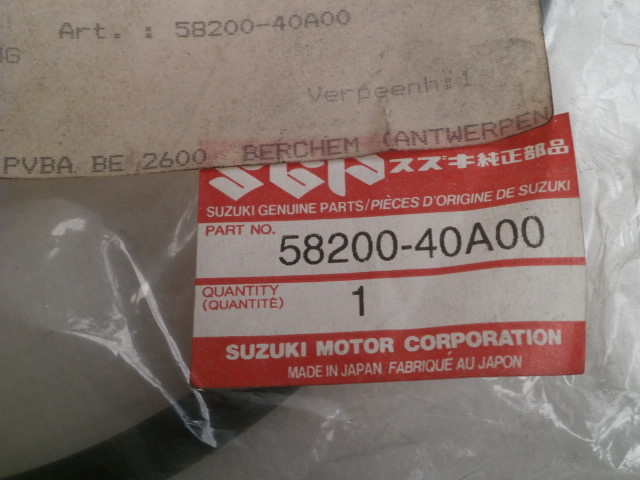 Art.: 58200-40A00
NG
Verpeenh:1
PVBA BE 2600 BERCHEM (ANTWERPEN
SGP スズキ純正部品
SUZUKI GENUINE PARTS/PIÈCES D'ORIGINE DE SUZUKI
PART NO. 58200-40A00
QUANTITY 1
(QUANTITÉ)
SUZUKI MOTOR CORPORATION
MADE IN JAPAN FABRIQUÉ AU JAPON